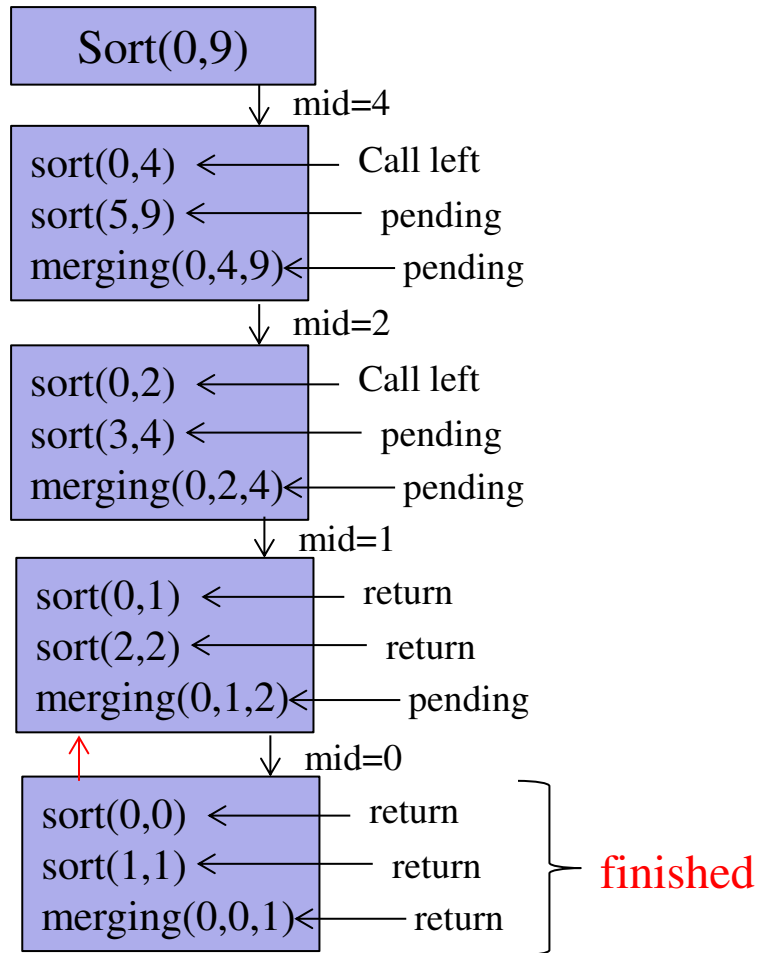 Sort(0,9)
mid=4
sort(0,4) Call left
sort(5,9) pending
merging(0,4,9) pending
mid=2
sort(0,2) Call left
sort(3,4) pending
merging(0,2,4) pending
mid=1
sort(0,1) return
sort(2,2) return
merging(0,1,2) pending
mid=0
sort(0,0) return
sort(1,1) return
merging(0,0,1) return
finished